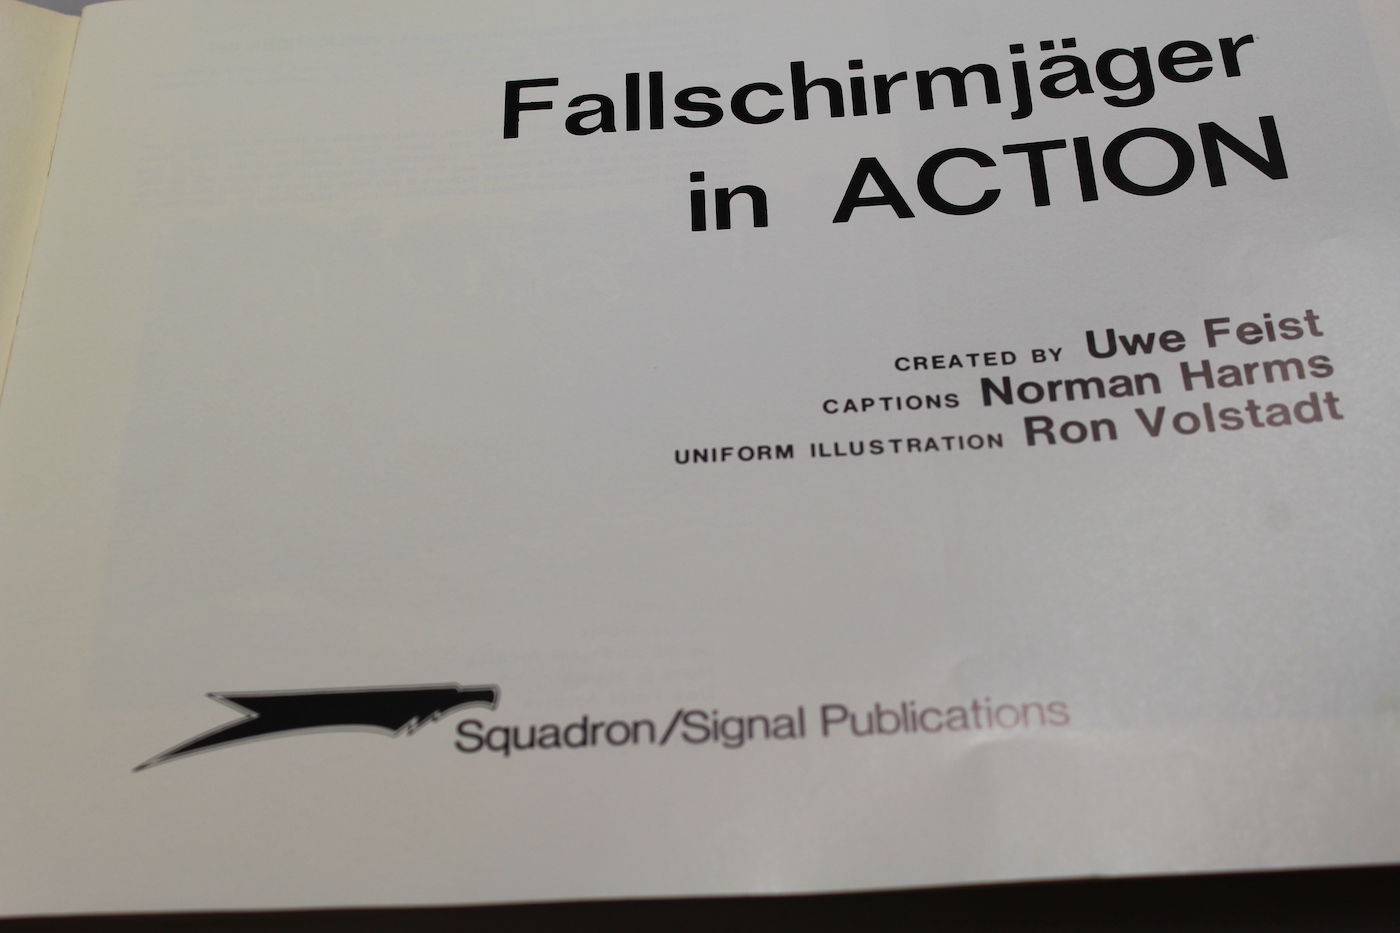 Fallschirmjäger
in ACTION
CREATED BY Uwe Feist
CAPTIONS Norman Harms
UNIFORM ILLUSTRATION Ron Volstadt
Squadron/Signal Publications